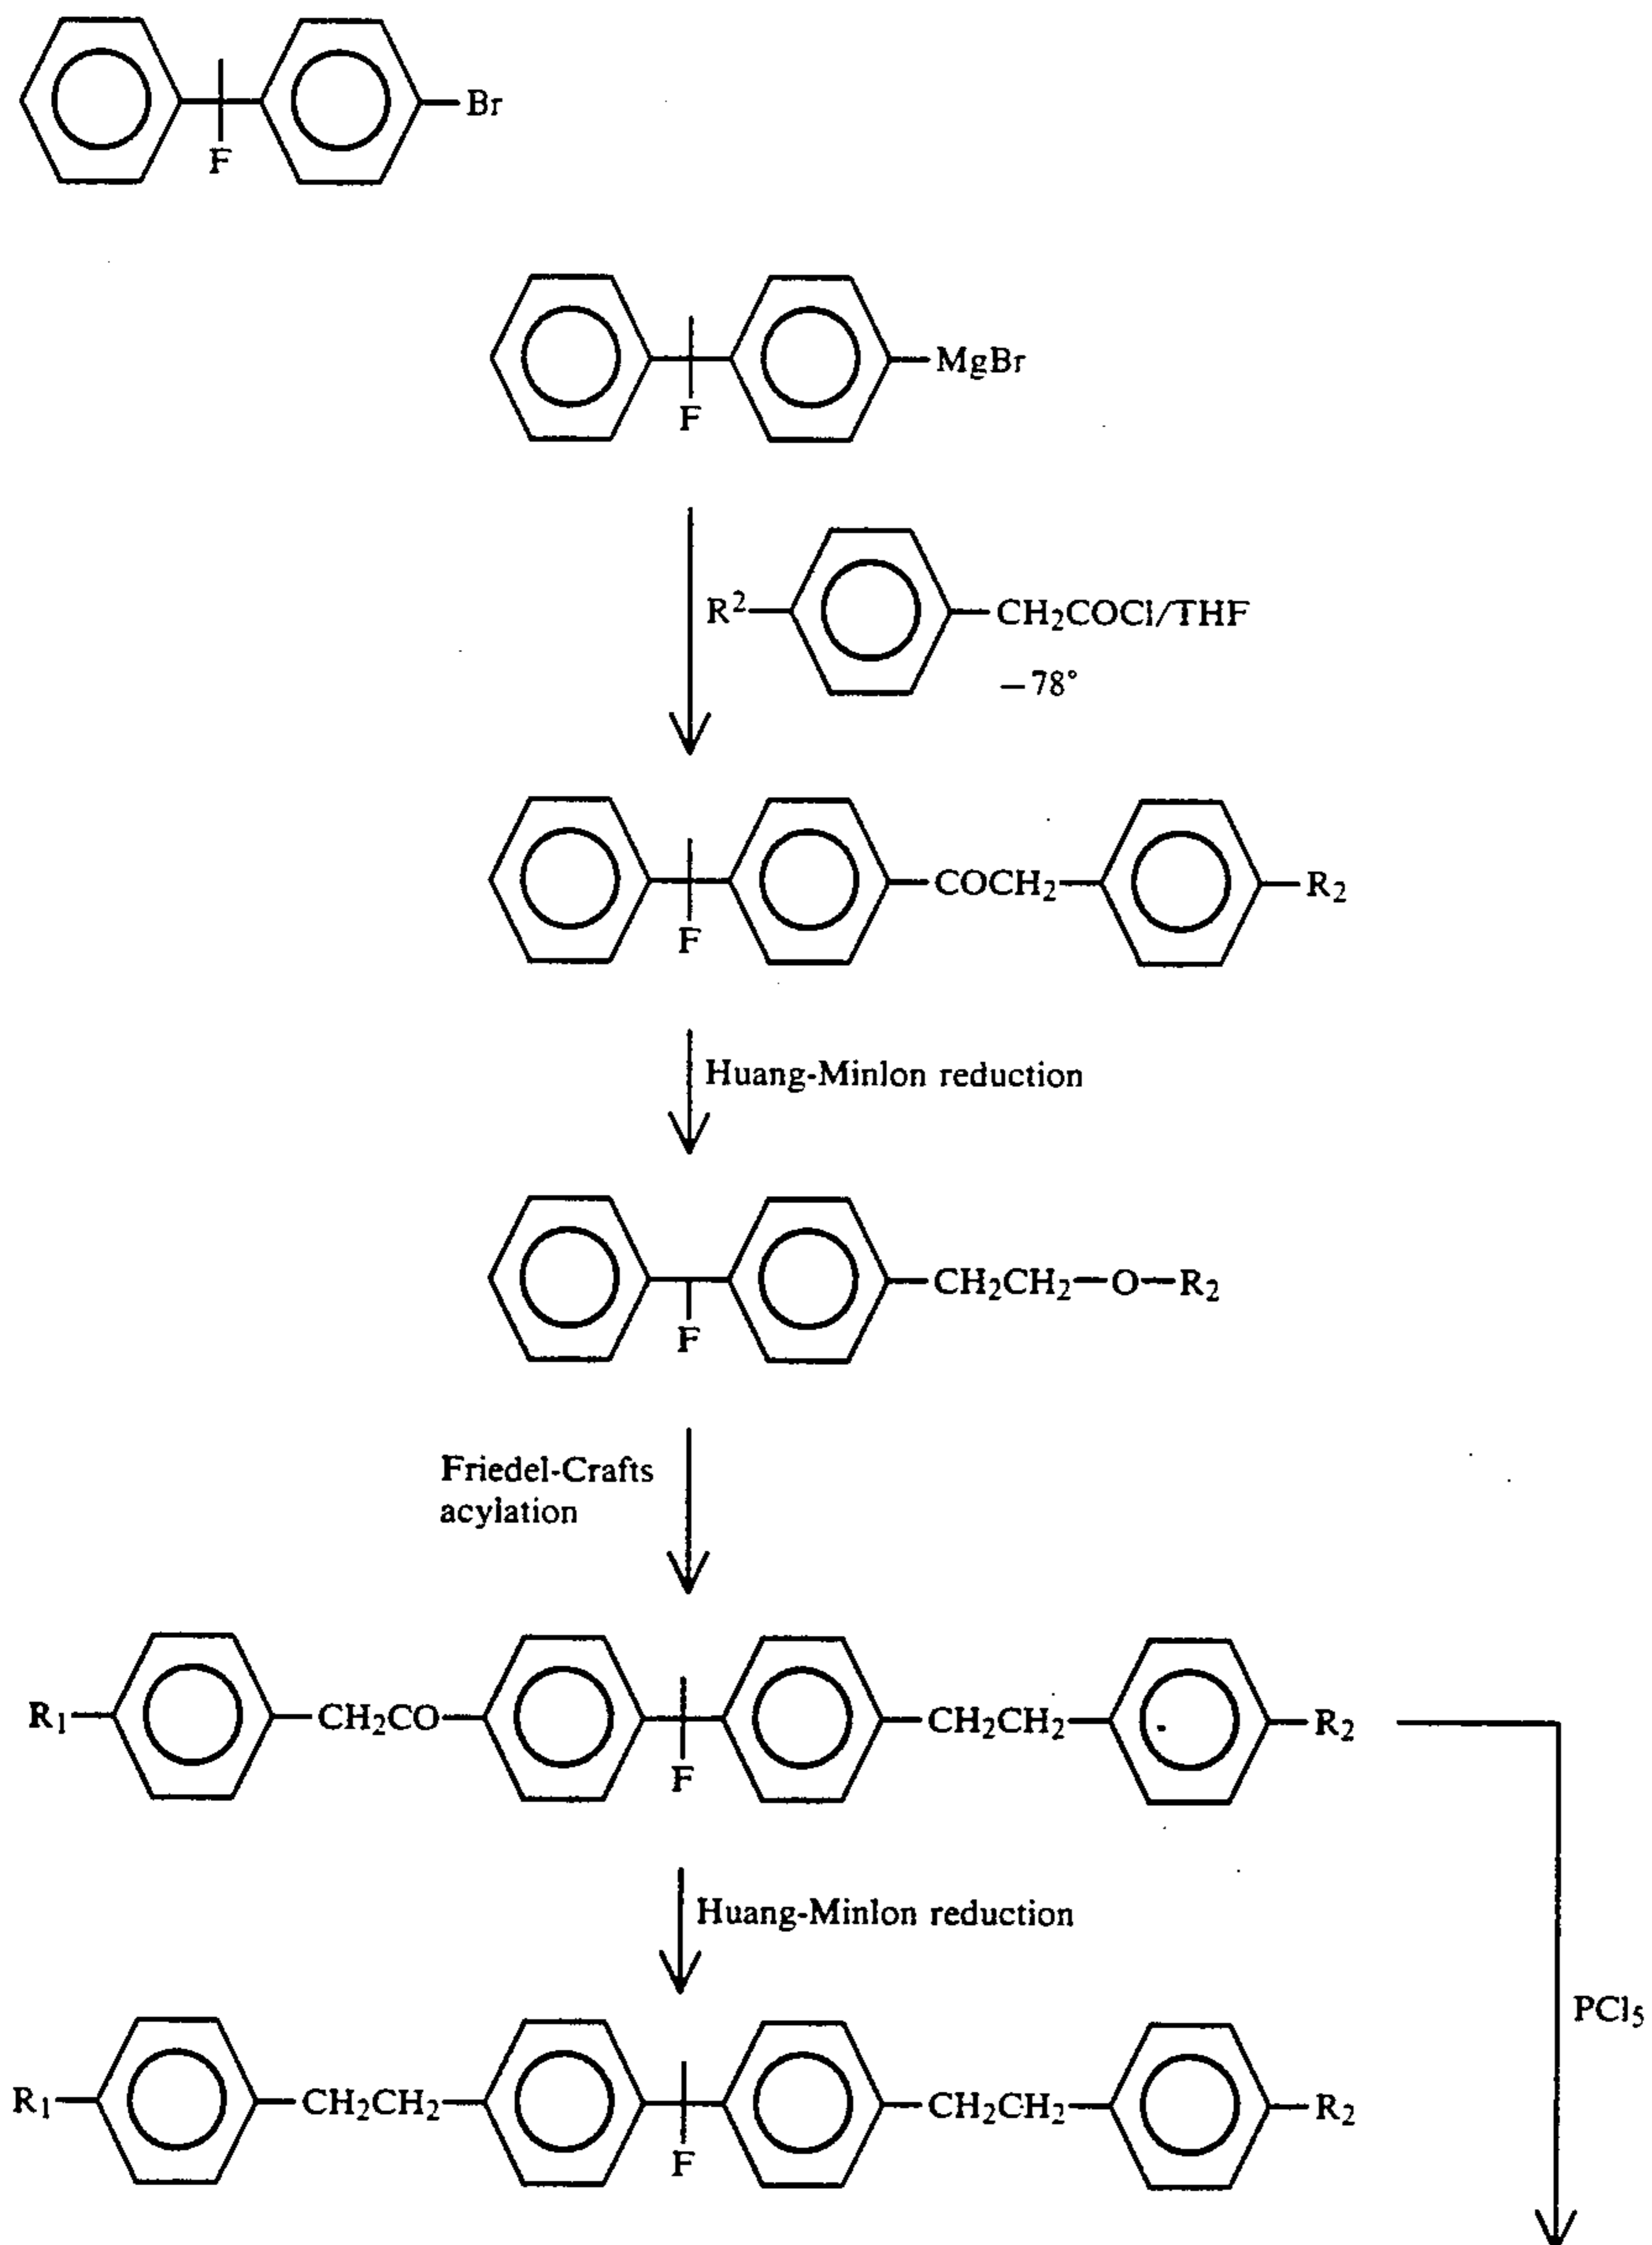 Br
F
MgBr
F
R²
CH₂COCl/THF
−78°
COCH₂
R₂
F
Huang-Minlon reduction
CH₂CH₂—O—R₂
F
Friedel-Crafts
acylation
R₁
CH₂CO
CH₂CH₂
R₂
F
Huang-Minlon reduction
PCl₅
R₁
CH₂CH₂
CH₂CH₂
R₂
F